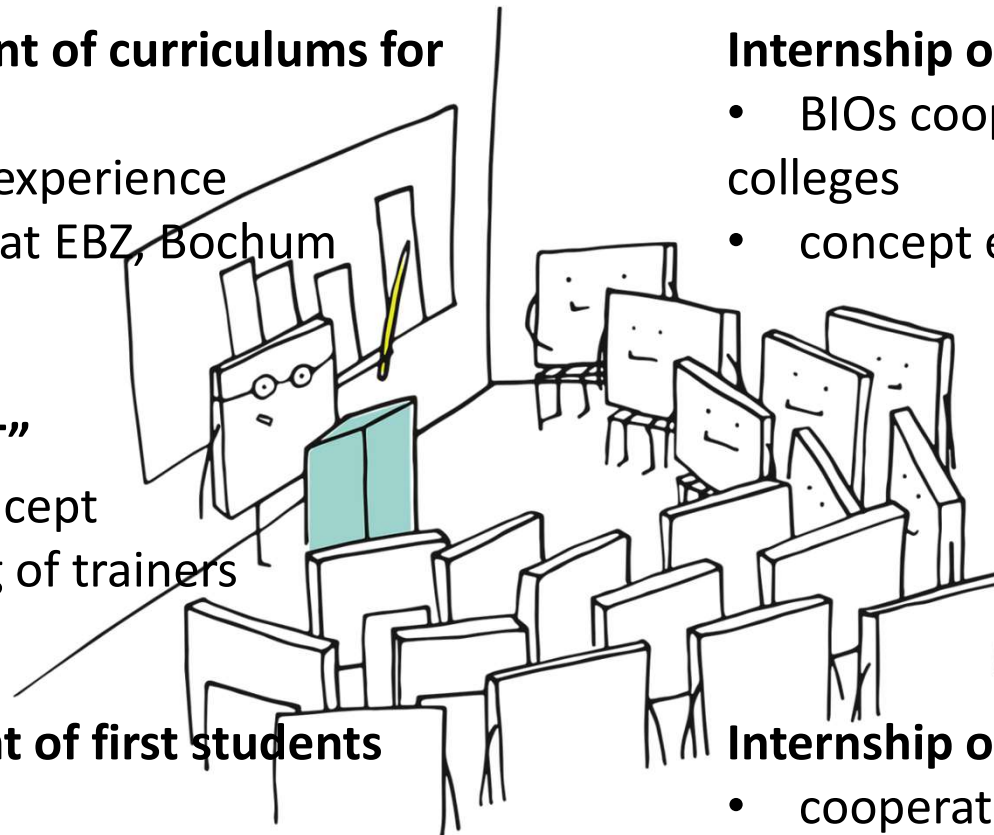 nt of curriculums for
experience
at EBZ, Bochum
r”
cept
g of trainers
nt of first students
Internship o
• BIOs coop
colleges
• concept e
Internship o
• cooperat